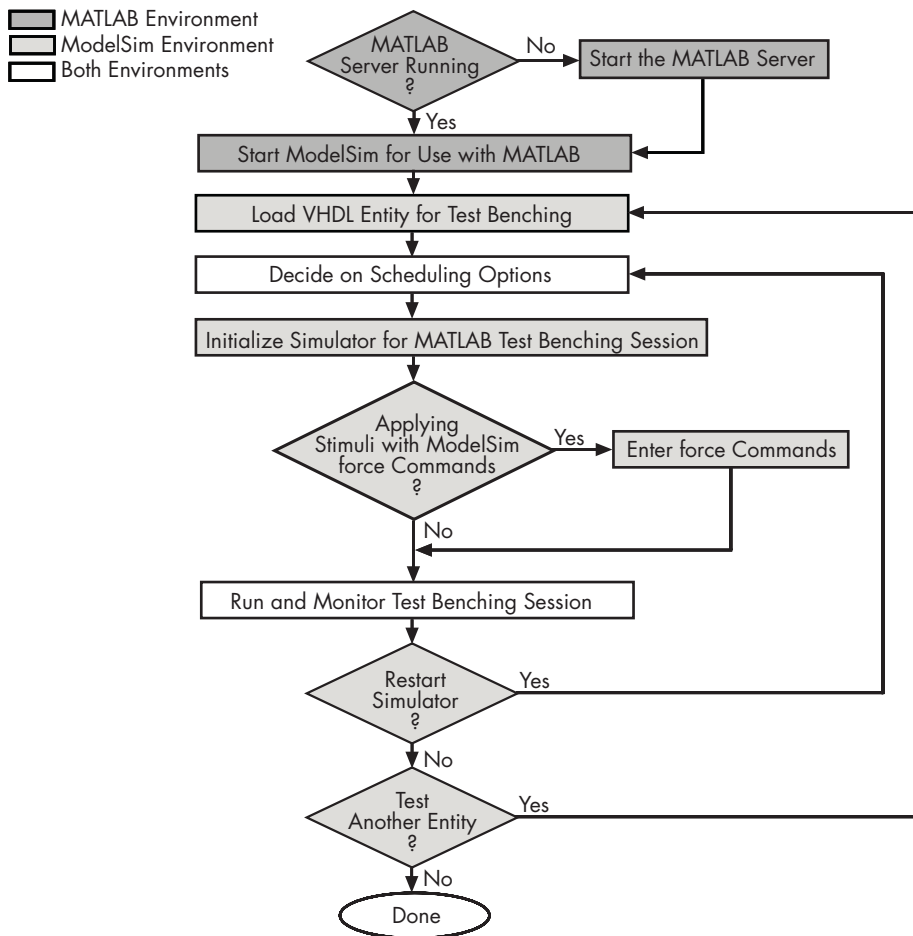 MATLAB Environment
ModelSim Environment
Both Environments
MATLAB
Server Running
?
No
Start the MATLAB Server
Yes
Start ModelSim for Use with MATLAB
Load VHDL Entity for Test Benching
Decide on Scheduling Options
Initialize Simulator for MATLAB Test Benching Session
Applying
Stimuli with ModelSim
force Commands
?
Yes
Enter force Commands
No
Run and Monitor Test Benching Session
Restart
Simulator
?
Yes
No
Test
Another Entity
?
Yes
No
Done